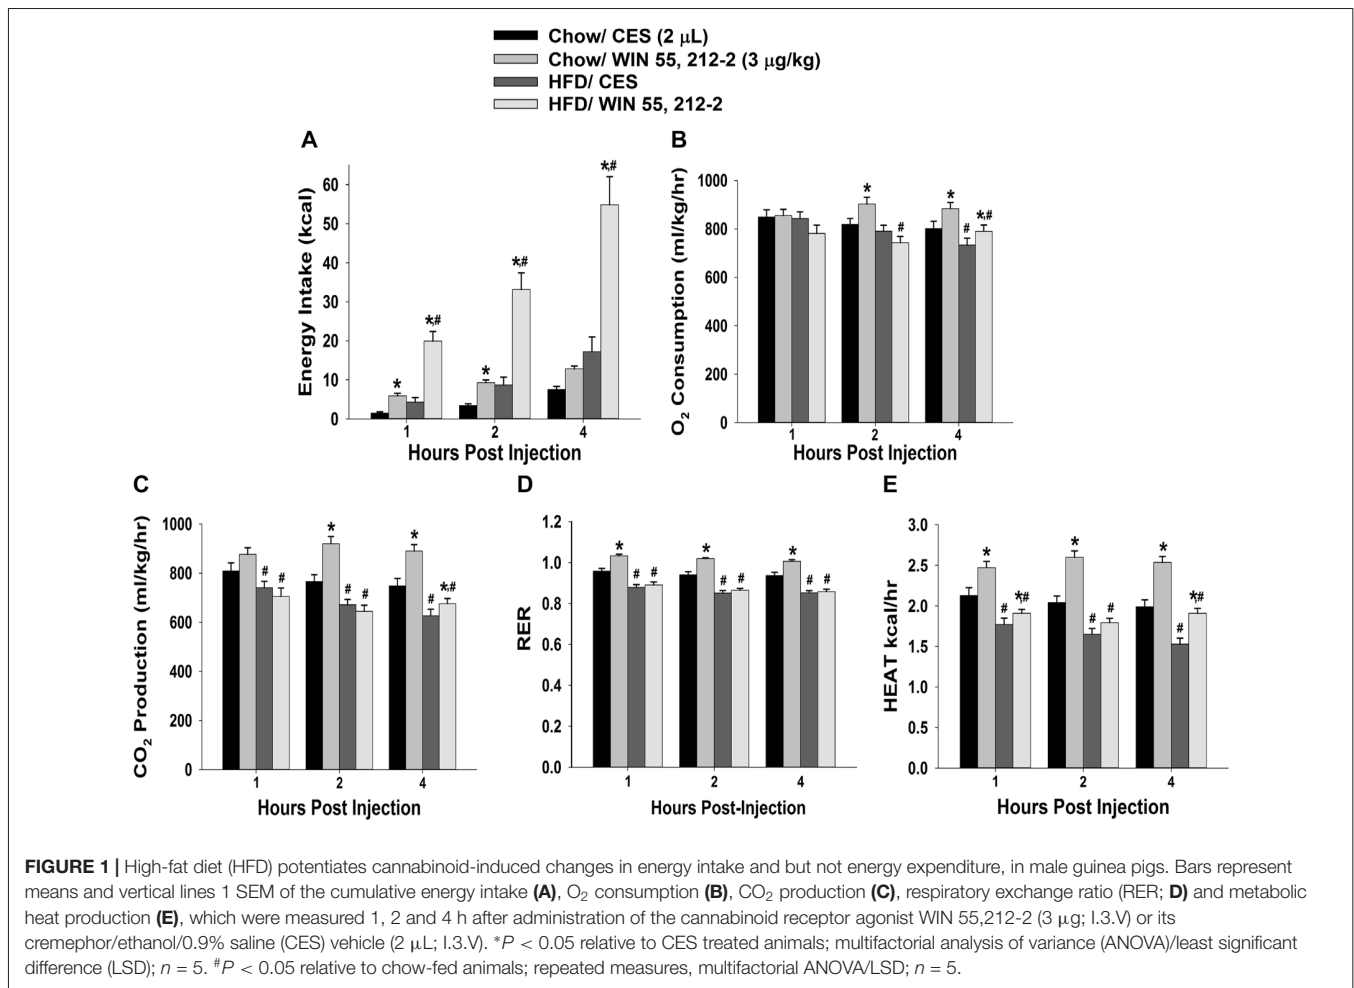 Chow/ CES (2 μL)
Chow/ WIN 55, 212-2 (3 μg/kg)
HFD/ CES
HFD/ WIN 55, 212-2
A
Energy Intake (kcal)
60
50
40
30
20
10
0
*
*,#
*
*,#
*,#
1 2 4
Hours Post Injection
B
O2 Consumption (ml/kg/hr)
1000
800
600
400
200
0
*
#
*
#
*,#
1 2 4
Hours Post Injection
C
CO2 Production (ml/kg/hr)
1000
800
600
400
200
0
#
#
*
#
#
*
#
*,#
1 2 4
Hours Post Injection
D
RER
1.2
1.0
0.8
0.6
0.4
0.2
0.0
*
#
#
*
#
#
*
#
#
1 2 4
Hours Post-Injection
E
HEAT kcal/hr
3.0
2.5
2.0
1.5
1.0
0.5
0.0
*
#
*,#
*
#
#
*
#
*,#
1 2 4
Hours Post Injection
FIGURE 1 | High-fat diet (HFD) potentiates cannabinoid-induced changes in energy intake and but not energy expenditure, in male guinea pigs. Bars represent
means and vertical lines 1 SEM of the cumulative energy intake (A), O2 consumption (B), CO2 production (C), respiratory exchange ratio (RER; D) and metabolic
heat production (E), which were measured 1, 2 and 4 h after administration of the cannabinoid receptor agonist WIN 55,212-2 (3 μg; I.3.V) or its
cremephor/ethanol/0.9% saline (CES) vehicle (2 μL; I.3.V). *P < 0.05 relative to CES treated animals; multifactorial analysis of variance (ANOVA)/least significant
difference (LSD); n = 5. #P < 0.05 relative to chow-fed animals; repeated measures, multifactorial ANOVA/LSD; n = 5.